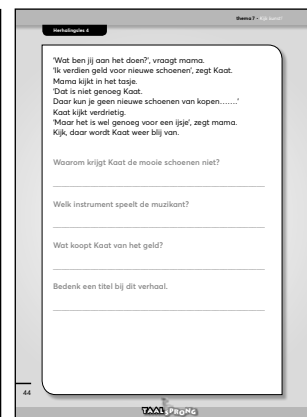 thema 7 - Kijk kunst!
Herhalingsles 4
'Wat ben jij aan het doen?', vraagt mama.
'Ik verdien geld voor nieuwe schoenen', zegt Kaat.
Mama kijkt in het tasje.
'Dat is niet genoeg Kaat.
Daar kun je geen nieuwe schoenen van kopen.......'
Kaat kijkt verdrietig.
'Maar het is wel genoeg voor een ijsje', zegt mama.
Kijk, daar wordt Kaat weer blij van.
Waarom krijgt Kaat de mooie schoenen niet?
Welk instrument speelt de muzikant?
Wat koopt Kaat van het geld?
Bedenk een titel bij dit verhaal.
44
TAALSPRONG